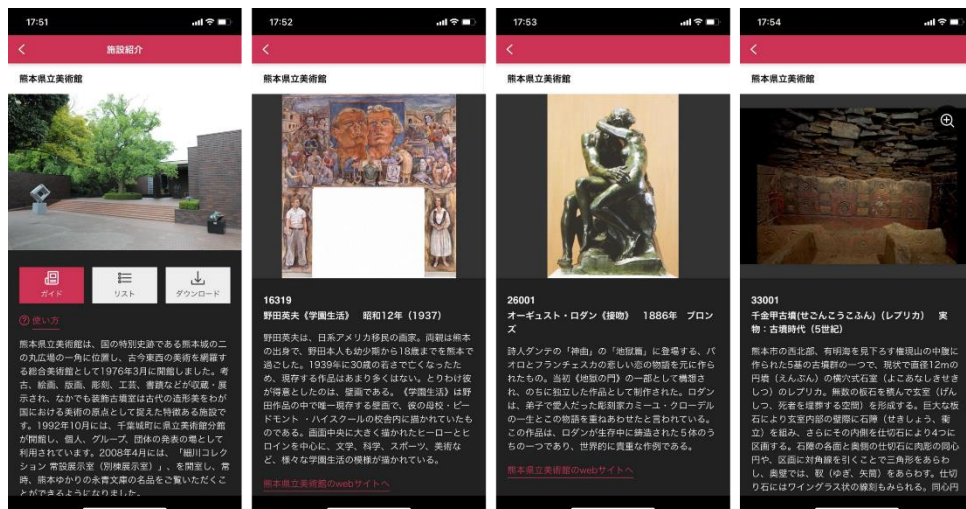 17:51
施設紹介
熊本県立美術館
ガイド
リスト
ダウンロード
使い方
熊本県立美術館は、国の特別史跡である熊本城の二
の丸広場の一角に位置し、古今東西の美術を網羅す
る総合美術館として1976年3月に開館しました。考
古、絵画、版画、彫刻、工芸、書蹟などが収蔵・展
示され、なかでも装飾古墳室は古代の造形美をわが
国における美術の原点として捉えた特徴ある施設で
す。1992年10月には、千葉城町に県立美術館分館
が開館し、個人、グループ、団体の発表の場として
利用されています。2008年4月には、「細川コレク
ション 常設展示室（別棟展示室）」、を開室し、常
時、熊本ゆかりの永青文庫の名品をご覧いただくこ
とができるようになりました。
17:52
熊本県立美術館
16319
野田英夫《学園生活》 昭和12年（1937）
野田英夫は、日系アメリカ移民の画家。両親は熊本
の出身で、野田本人も幼少期から18歳までを熊本で
過ごした。1939年に30歳の若さで亡くなったた
め、現存する作品はあまり多くはない。とりわけ彼
が得意としたのは、壁画である。《学園生活》は野
田作品の中で唯一現存する壁画で、彼の母校・ピー
ドモント・ハイスクールの校舎内に描かれていたも
のである。画面中央に大きく描かれたヒーローとヒ
ロインを中心に、文学、科学、スポーツ、美術な
ど、様々な学園生活の模様が描かれている。
熊本県立美術館のwebサイトへ
17:53
熊本県立美術館
26001
オーギュスト・ロダン《接吻》 1886年 ブロン
ズ
詩人ダンテの「神曲」の「地獄篇」に登場する、パ
オロとフランチェスカの悲しい恋の物語を元に作ら
れたもの。当初《地獄の門》の一部として構想さ
れ、のちに独立した作品として制作された。ロダン
は、弟子で愛人だった彫刻家カミーユ・クローデル
の一生とこの物語を重ねあわせたと言われている。
この作品は、ロダンが生存中に鋳造された5体のう
ちの一つであり、世界的に貴重な作例である。
熊本県立美術館のwebサイトへ
17:54
熊本県立美術館
33001
千金甲古墳(せごんこうこふん)（レプリカ） 実
物：古墳時代（5世紀）
熊本市の西北部、有明海を見下ろす権現山の中腹に
作られた5基の古墳群の一つで、現状で直径12mの
円墳（えんぷん）の横穴式石室（よこあなしきせき
しつ）のレプリカ。無数の板石を積んで玄室（げん
しつ、死者を埋葬する空間）を形成する。巨大な板
石により玄室内部の壁際に石障（せきしょう、衝
立）を組み、さらにその内側を仕切石により4つに
区画する。石障の各面と奥側の仕切石に肉彫の同心
円や、区画に対角線を引くことで三角形をあらわ
し、奥壁では、靫（ゆぎ、矢筒）をあらわす。仕切
り石にはワイングラス状の線刻もみられる。同心円